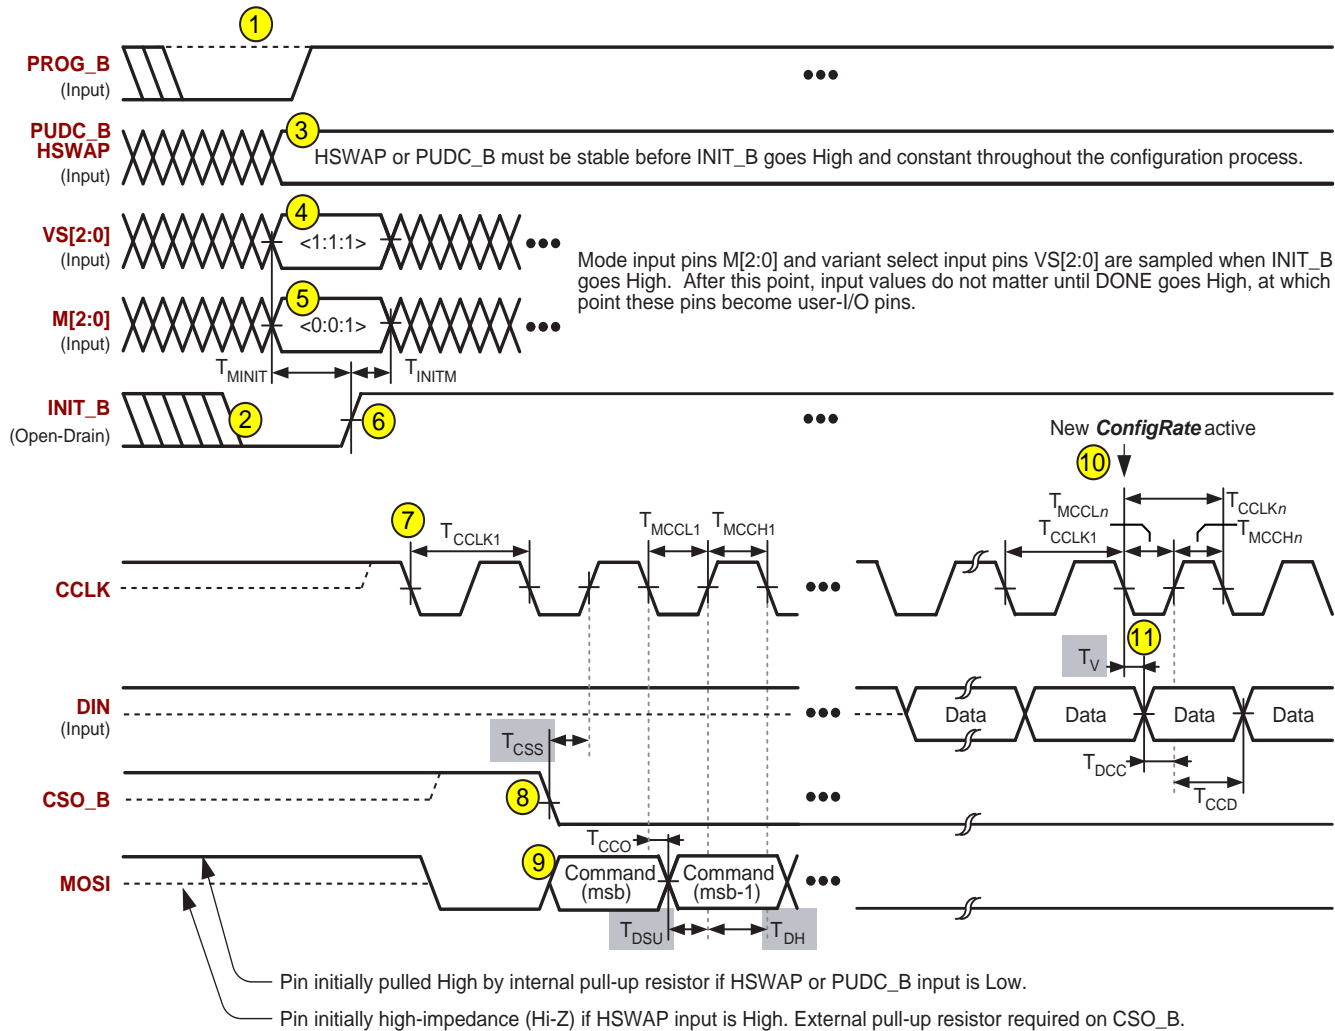 1
PROG_B
(Input)
PUDC_B
HSWAP
(Input)
3
HSWAP or PUDC_B must be stable before INIT_B goes High and constant throughout the configuration process.
VS[2:0]
(Input)
4
<1:1:1>
Mode input pins M[2:0] and variant select input pins VS[2:0] are sampled when INIT_B
goes High. After this point, input values do not matter until DONE goes High, at which
point these pins become user-I/O pins.
M[2:0]
(Input)
5
<0:0:1>
TMINIT
TINITM
INIT_B
(Open-Drain)
2
6
New ConfigRate active
10
7
TCCLK1
TMCCL1
TMCCH1
TMCCLn
TCCLKn
TCCLK1
TMCCHn
CCLK
11
TV
DIN
(Input)
Data
Data
Data
Data
TCSS
TDCC
TCCD
CSO_B
8
TCCO
MOSI
9
Command
(msb)
Command
(msb-1)
TDSU
TDH
Pin initially pulled High by internal pull-up resistor if HSWAP or PUDC_B input is Low.
Pin initially high-impedance (Hi-Z) if HSWAP input is High. External pull-up resistor required on CSO_B.